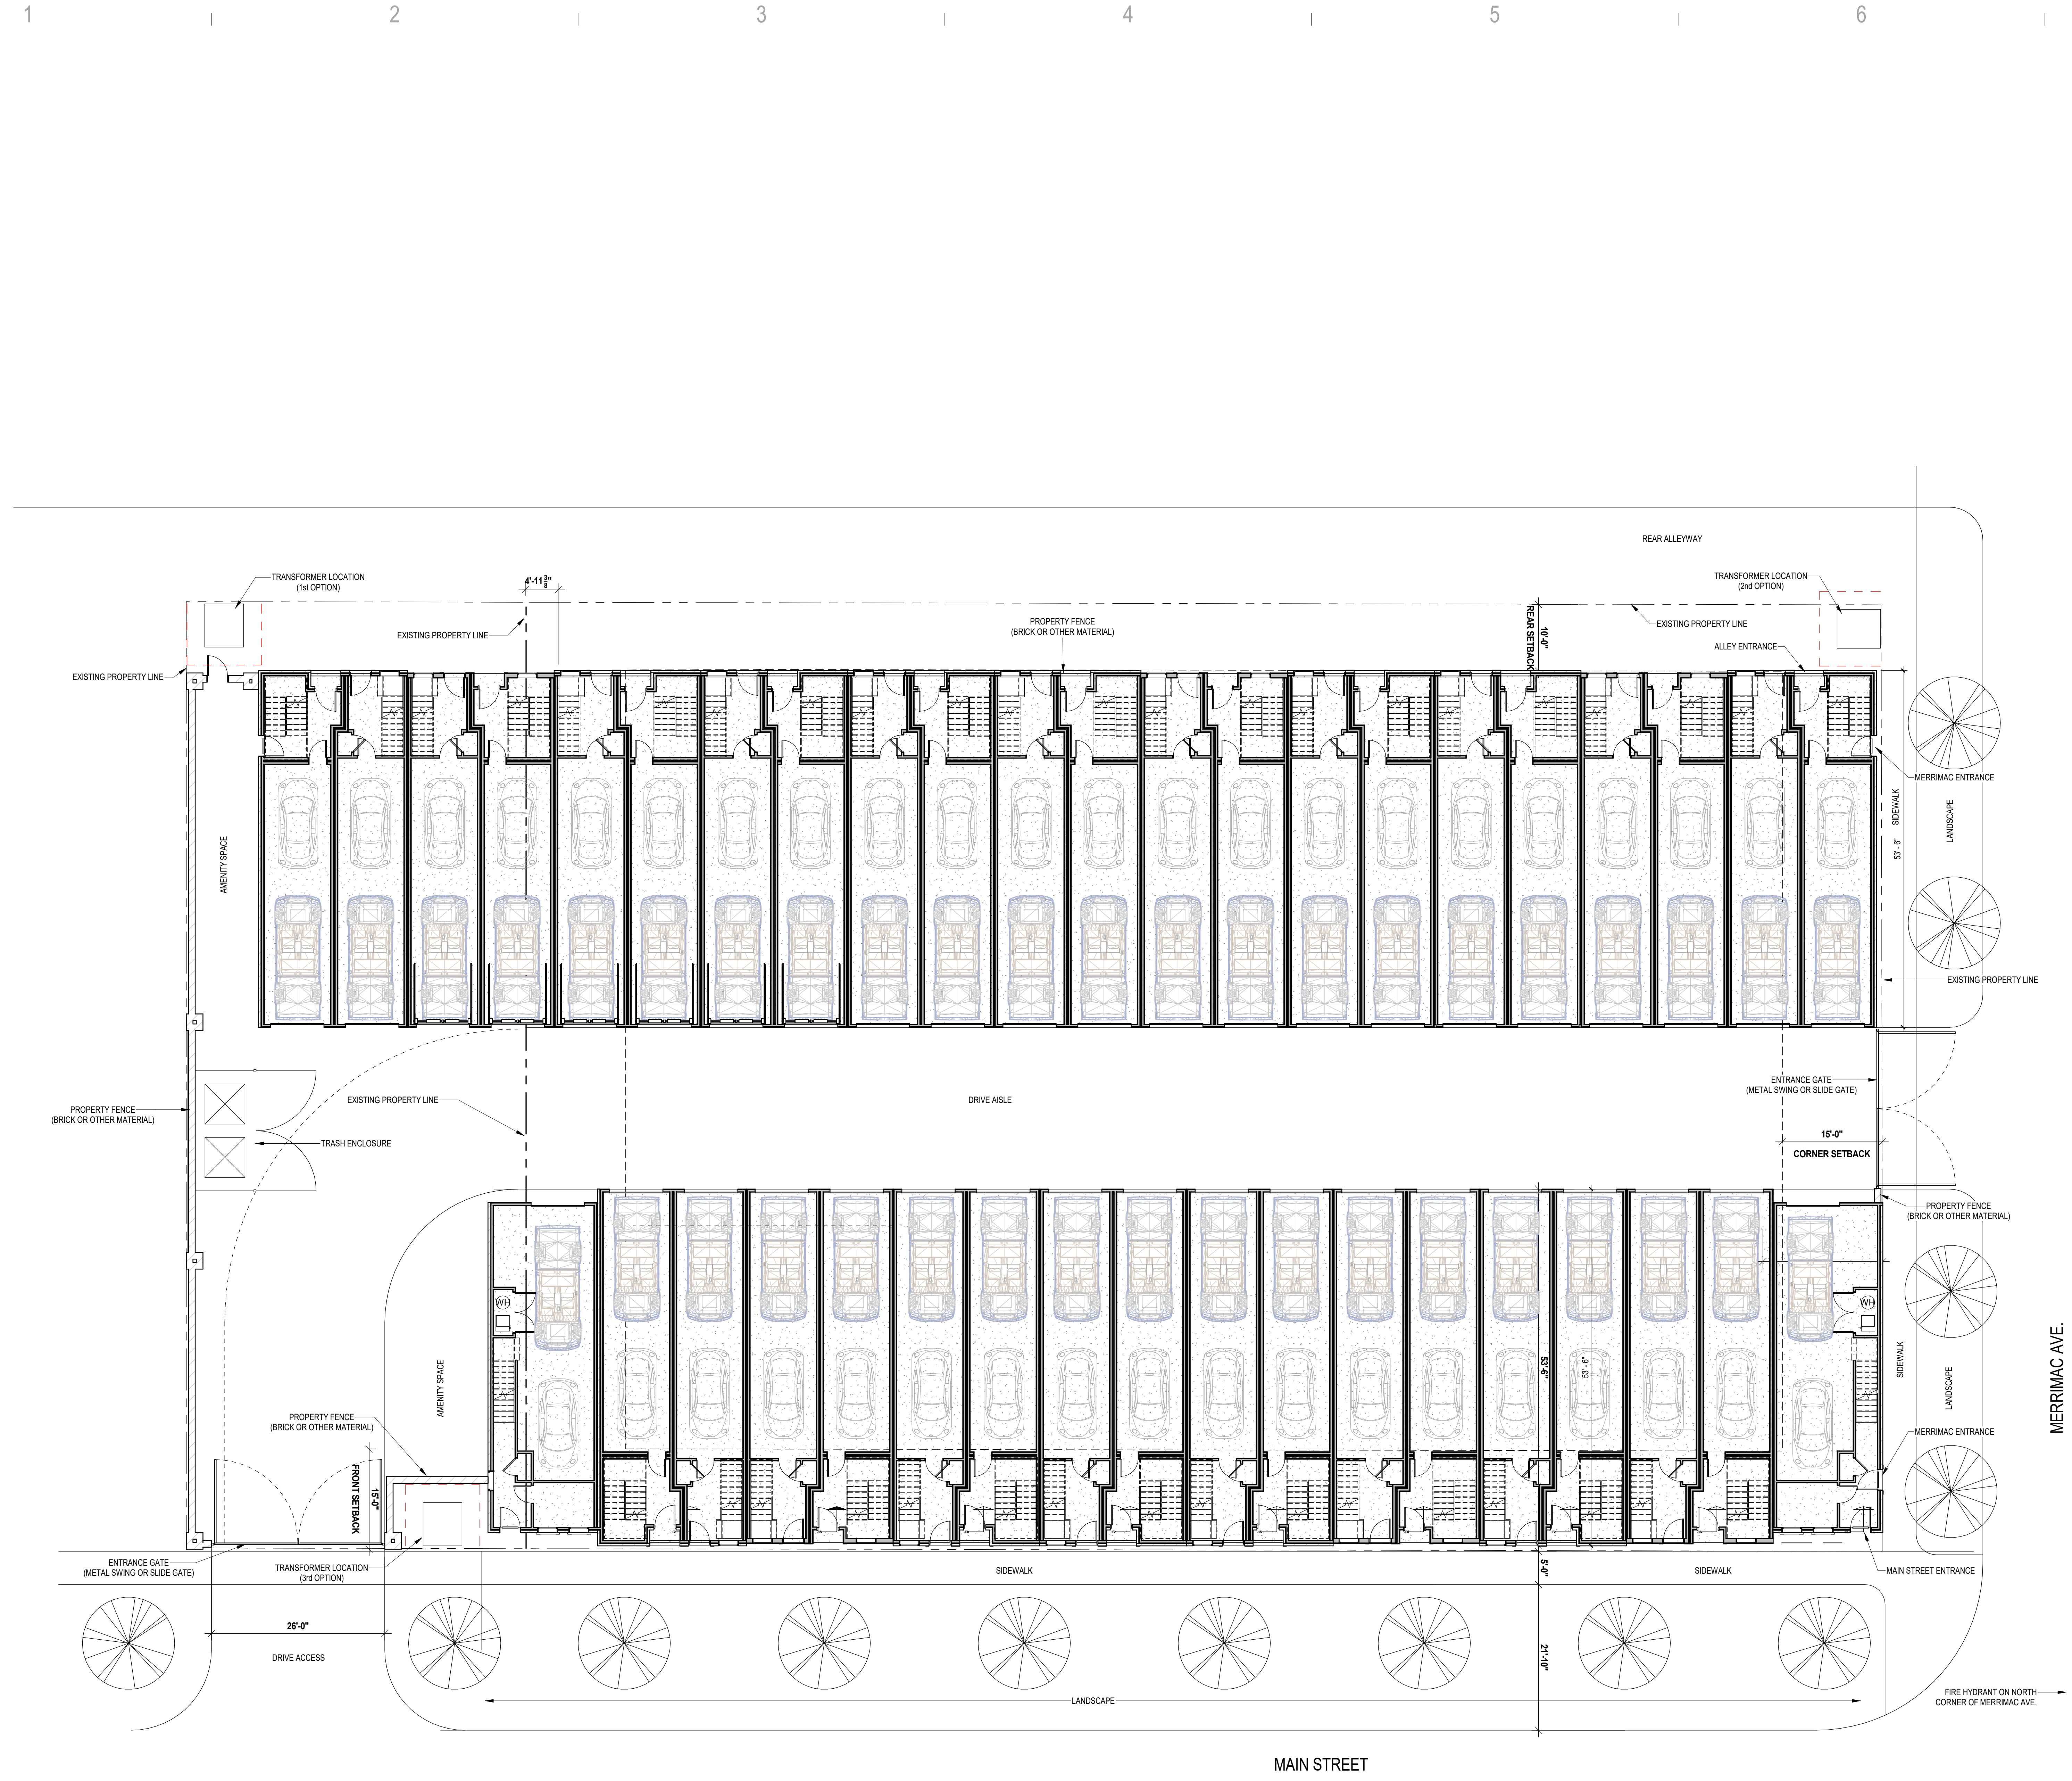 1 2 3 4 5 6
REAR ALLEYWAY
TRANSFORMER LOCATION
(1st OPTION)
4'-11 3/8"
TRANSFORMER LOCATION
(2nd OPTION)
EXISTING PROPERTY LINE
PROPERTY FENCE
(BRICK OR OTHER MATERIAL)
REAR SETBACK
10'-0"
EXISTING PROPERTY LINE
ALLEY ENTRANCE
EXISTING PROPERTY LINE
MERRIMAC ENTRANCE
SIDEWALK
LANDSCAPE
53' - 6"
AMENITY SPACE
EXISTING PROPERTY LINE
ENTRANCE GATE
(METAL SWING OR SLIDE GATE)
EXISTING PROPERTY LINE
DRIVE AISLE
PROPERTY FENCE
(BRICK OR OTHER MATERIAL)
TRASH ENCLOSURE
15'-0"
CORNER SETBACK
PROPERTY FENCE
(BRICK OR OTHER MATERIAL)
WH
WH
53'-6"
53' - 6"
SIDEWALK
LANDSCAPE
MERRIMAC AVE.
AMENITY SPACE
PROPERTY FENCE
(BRICK OR OTHER MATERIAL)
MERRIMAC ENTRANCE
FRONT SETBACK
15'-0"
ENTRANCE GATE
(METAL SWING OR SLIDE GATE)
TRANSFORMER LOCATION
(3rd OPTION)
SIDEWALK
5'-0"
SIDEWALK
MAIN STREET ENTRANCE
26'-0"
DRIVE ACCESS
21'-10"
LANDSCAPE
FIRE HYDRANT ON NORTH
CORNER OF MERRIMAC AVE.
MAIN STREET